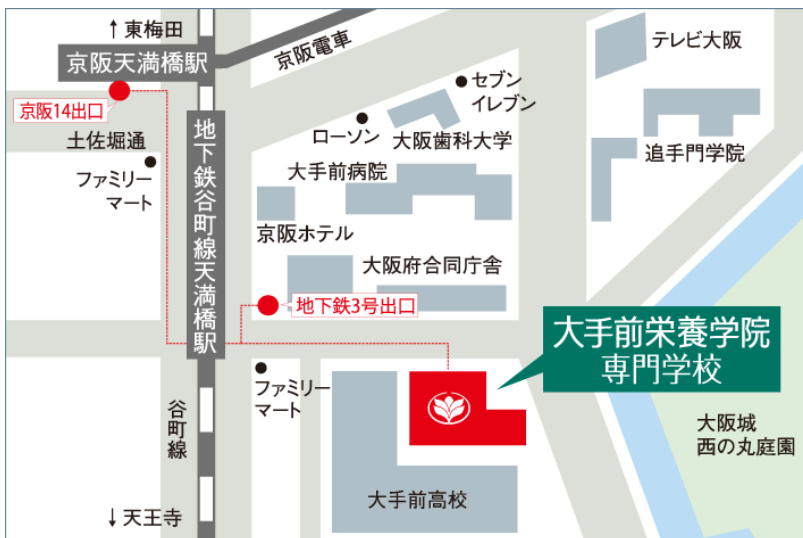 ↑東梅田
京阪天満橋駅
京阪電車
テレビ大阪
セブン
イレブン
京阪14出口
ローソン
大阪歯科大学
土佐堀通
追手門学院
ファミリー
マート
大手前病院
地下鉄谷町線天満橋駅
京阪ホテル
大阪府合同庁舎
地下鉄3号出口
大手前栄養学院
専門学校
ファミリー
マート
谷町線
大阪城
西の丸庭園
大手前高校
↓天王寺